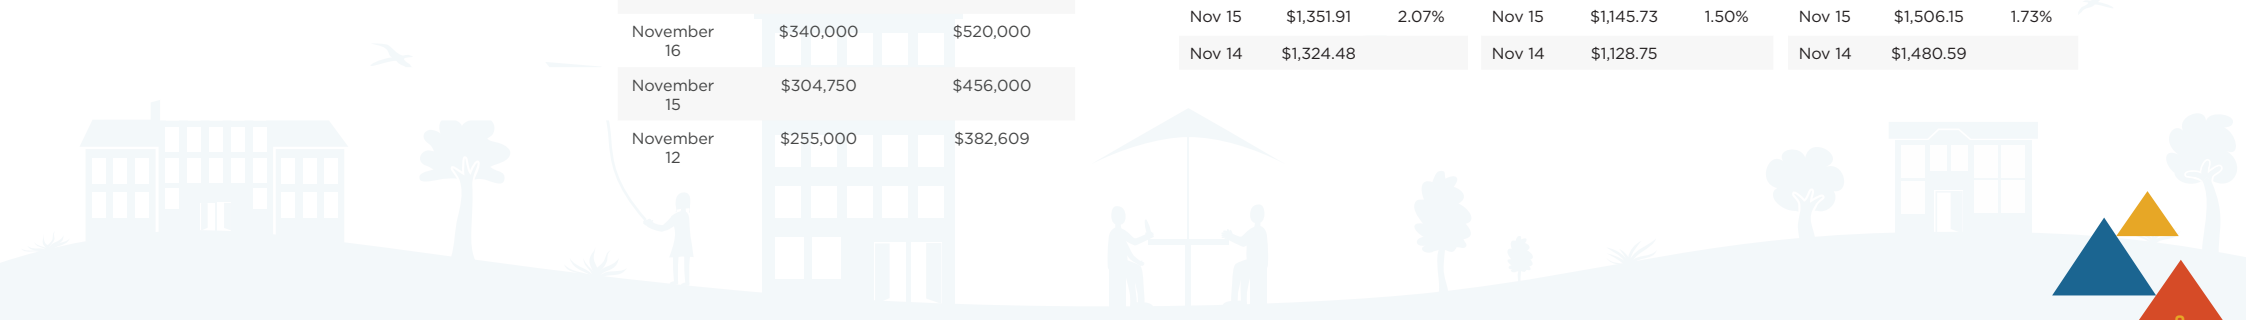 November $340,000 $520,000
16
November $304,750 $456,000
15
November $255,000 $382,609
12
Nov 15 $1,351.91 2.07% Nov 15 $1,145.73 1.50% Nov 15 $1,506.15 1.73%
Nov 14 $1,324.48 Nov 14 $1,128.75 Nov 14 $1,480.59